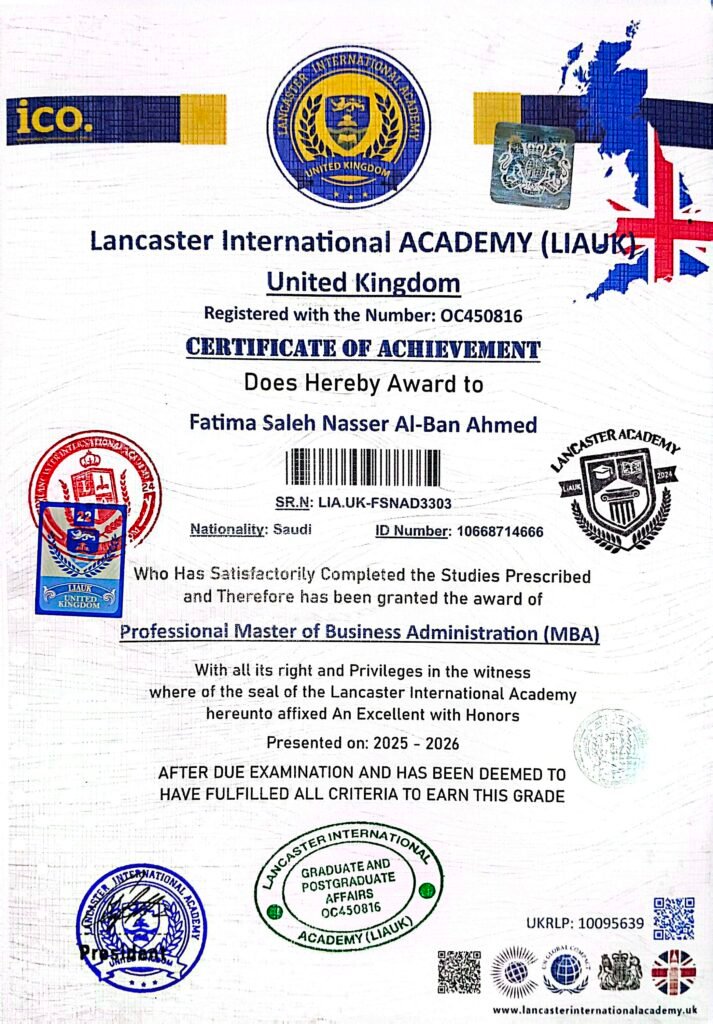 ico.
LANCASTER INTERNATIONAL ACADEMY
UNITED KINGDOM
Lancaster International ACADEMY (LIAUK)
United Kingdom
Registered with the Number: OC450816
CERTIFICATE OF ACHIEVEMENT
Does Hereby Award to
Fatima Saleh Nasser Al-Ban Ahmed
SR.N: LIA.UK-FSNAD3303
Nationality: Saudi ID Number: 10668714666
LANCASTER ACADEMY
LIAUK 2024
22
LIAUK
UNITED
KINGDOM
Who Has Satisfactorily Completed the Studies Prescribed
and Therefore has been granted the award of
Professional Master of Business Administration (MBA)
With all its right and Privileges in the witness
where of the seal of the Lancaster International Academy
hereunto affixed An Excellent with Honors
Presented on: 2025 - 2026
AFTER DUE EXAMINATION AND HAS BEEN DEEMED TO
HAVE FULFILLED ALL CRITERIA TO EARN THIS GRADE
LANCASTER INTERNATIONAL
GRADUATE AND
POSTGRADUATE
AFFAIRS
OC450816
ACADEMY (LIAUK)
LANCASTER INTERNATIONAL ACADEMY
President
UNITED KINGDOM
UKRLP: 10095639
UN GLOBAL COMPACT
www.lancasterinternationalacademy.uk